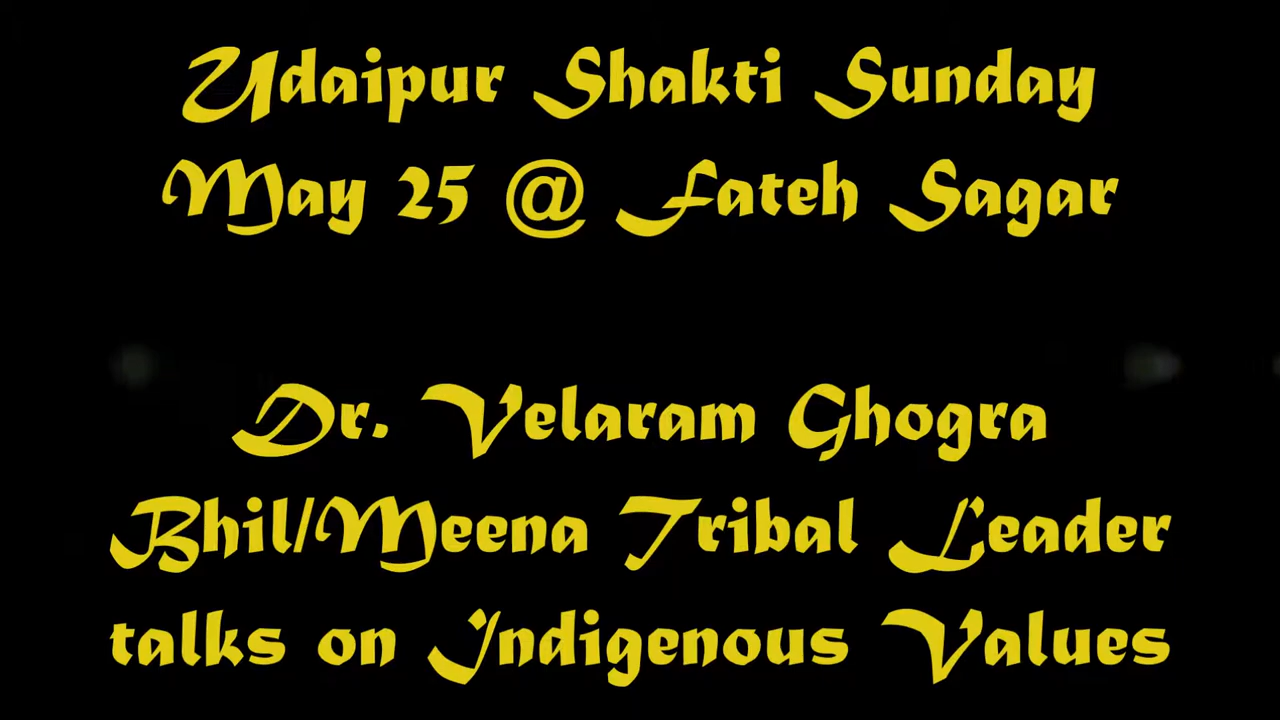 Udaipur Shakti Sunday
May 25 @ Fateh Sagar
Dr. Velaram Ghogra
Bhil/Meena Tribal Leader
talks on Indigenous Values